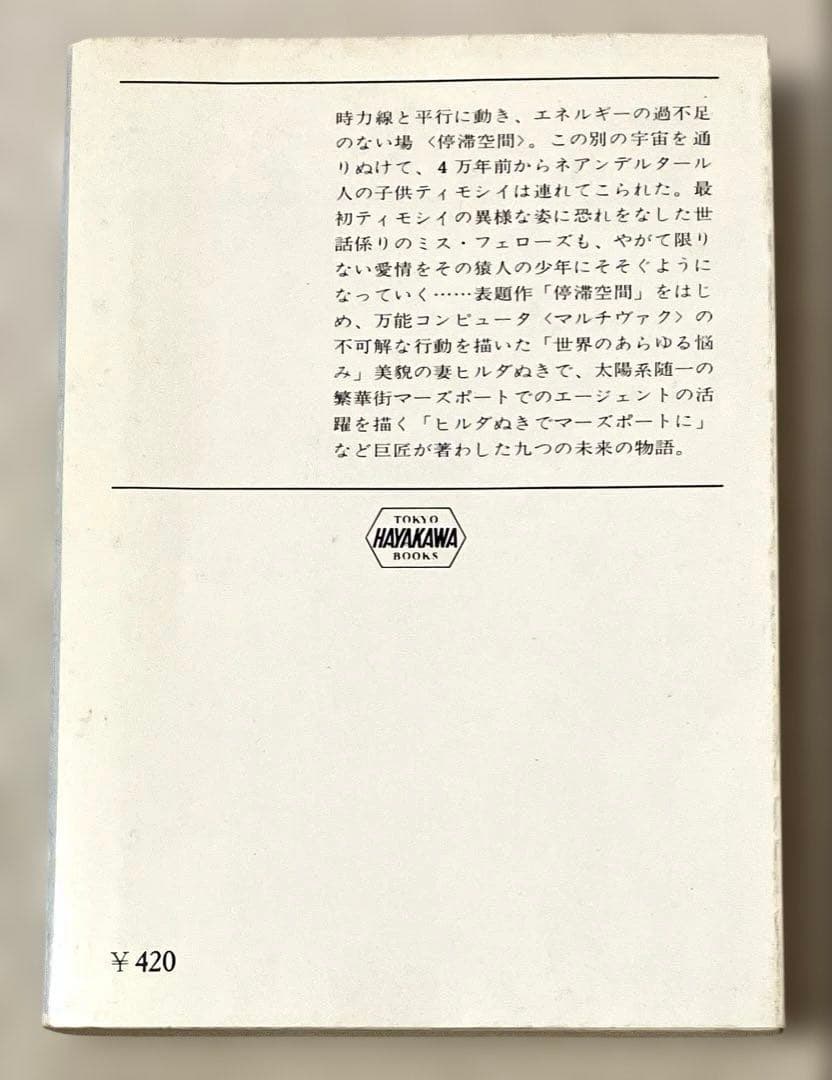 時力線と平行に動き、エネルギーの過不足
のない場〈停滞空間〉。この別の宇宙を通
りぬけて、4万年前からネアンデルタール
人の子供ティモシイは連れてこられた。最
初ティモシイの異様な姿に恐れをなした世
話係りのミス・フェローズも、やがて限り
ない愛情をその猿人の少年にそそぐように
なっていく……表題作「停滞空間」をはじ
め、万能コンピュータ〈マルチヴァク〉の
不可解な行動を描いた「世界のあらゆる悩
み」美貌の妻ヒルダぬきで、太陽系随一の
繁華街マーズポートでのエージェントの活
躍を描く「ヒルダぬきでマーズポートに」
など巨匠が著わした九つの未来の物語。
TOKYO
HAYAKAWA
BOOKS
¥420